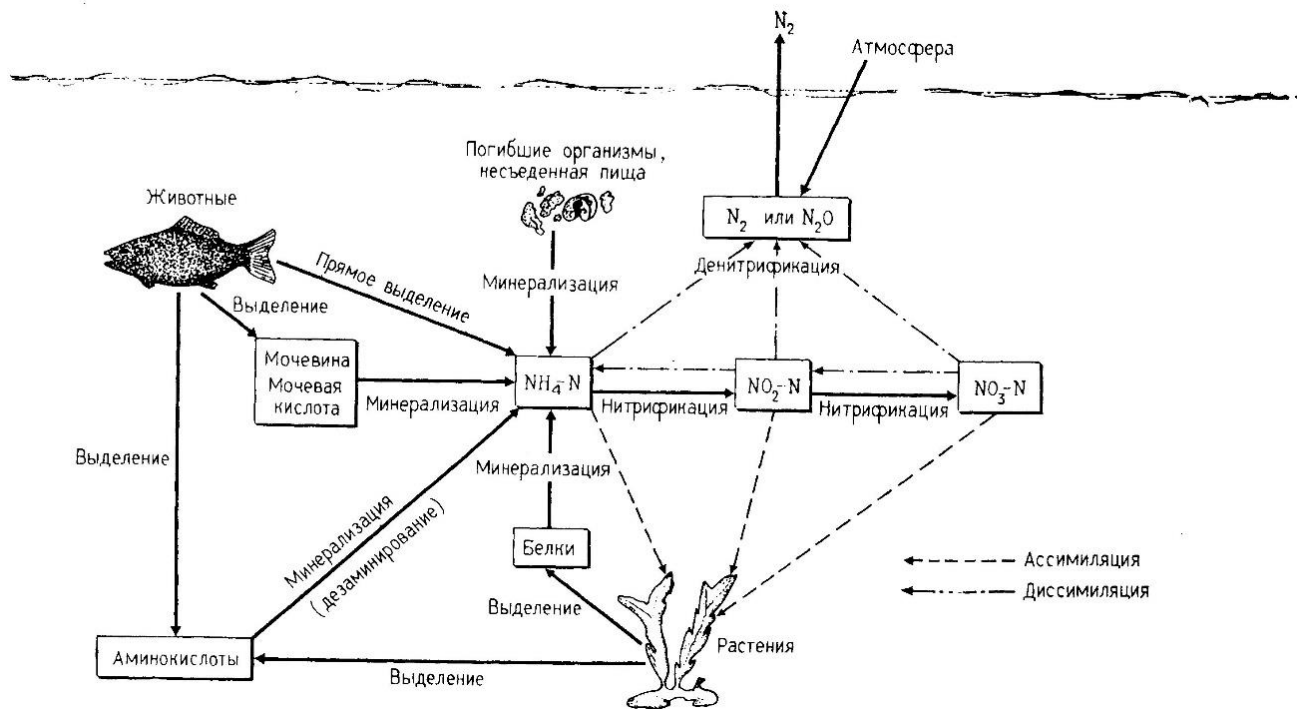 N₂
Атмосфера
Погибшие организмы,
несъеденная пища
Животные
N₂ или N₂O
Денитрификация
Прямое выделение
Минерализация
Выделение
Мочевина
Мочевая
кислота
Минерализация
NH₄-N
Нитрификация
NO₂-N
Нитрификация
NO₃-N
Выделение
Минерализация
Минерализация
(дезаминирование)
Белки
Ассимиляция
Диссимиляция
Выделение
Растения
Аминокислоты
Выделение